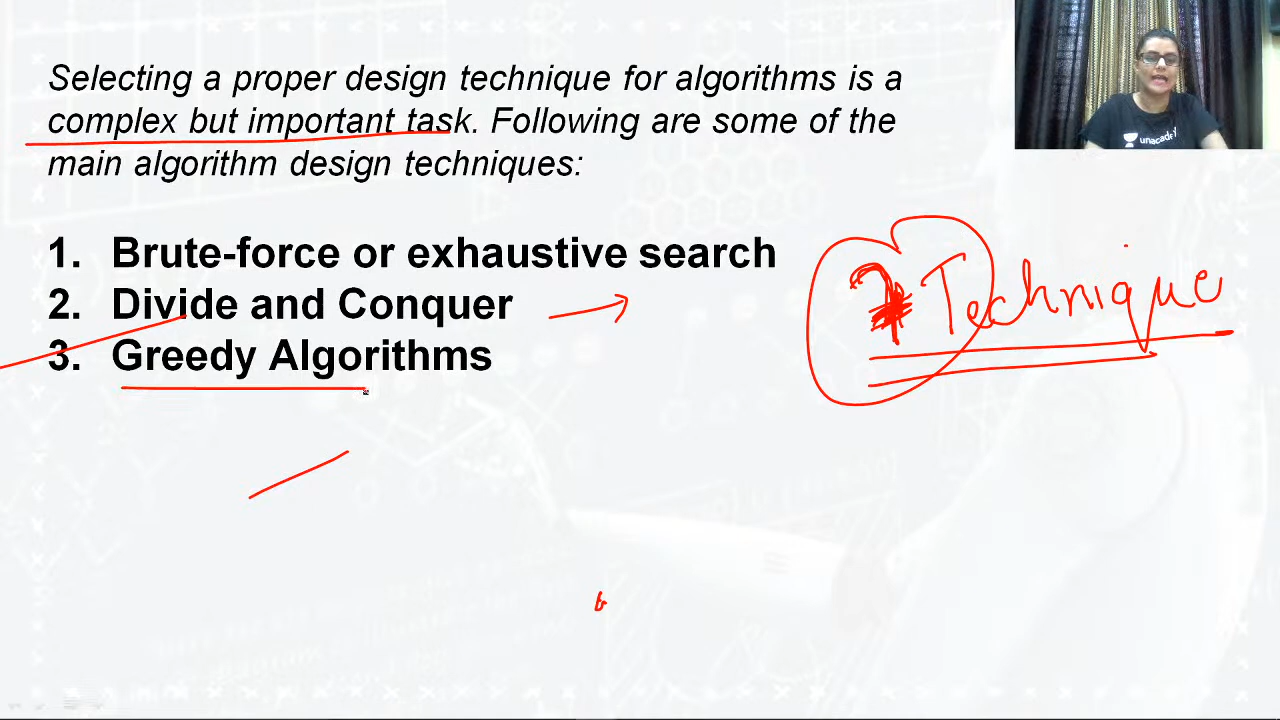 Selecting a proper design technique for algorithms is a
complex but important task. Following are some of the
main algorithm design techniques:
1. Brute-force or exhaustive search
2. Divide and Conquer
3. Greedy Algorithms
Technique
unacademy